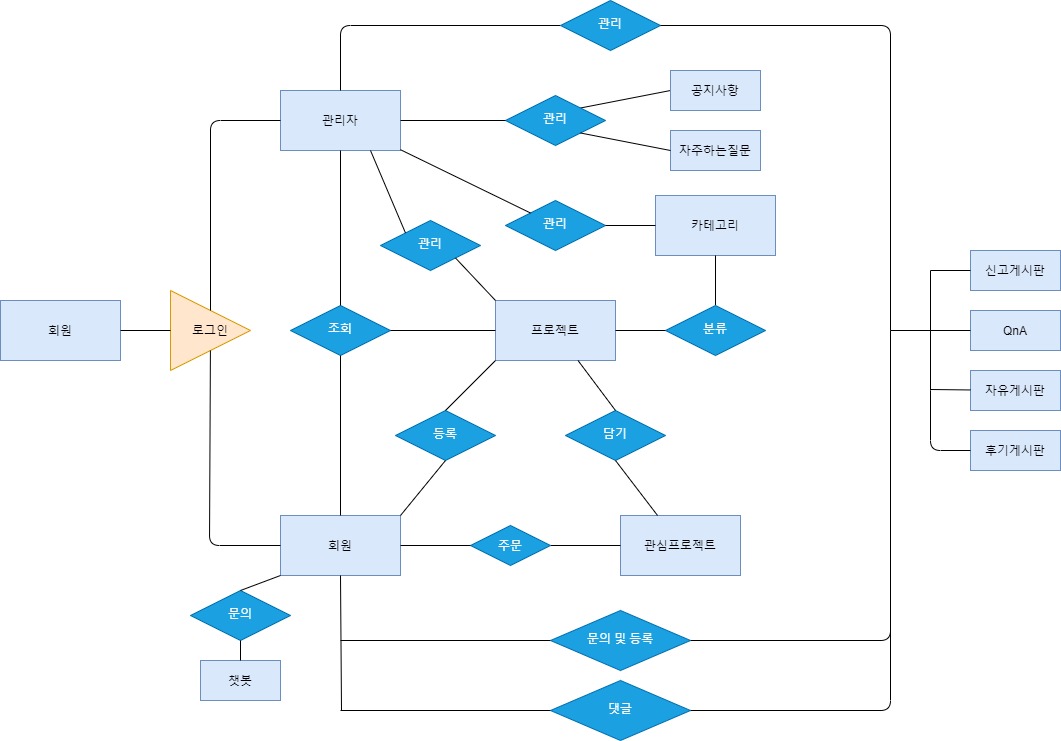 관리
공지사항
관리자
관리
자주하는질문
관리
카테고리
관리
신고게시판
회원
로그인
조회
프로젝트
분류
QnA
자유게시판
등록
담기
후기게시판
회원
주문
관심프로젝트
문의
문의 및 등록
챗봇
댓글